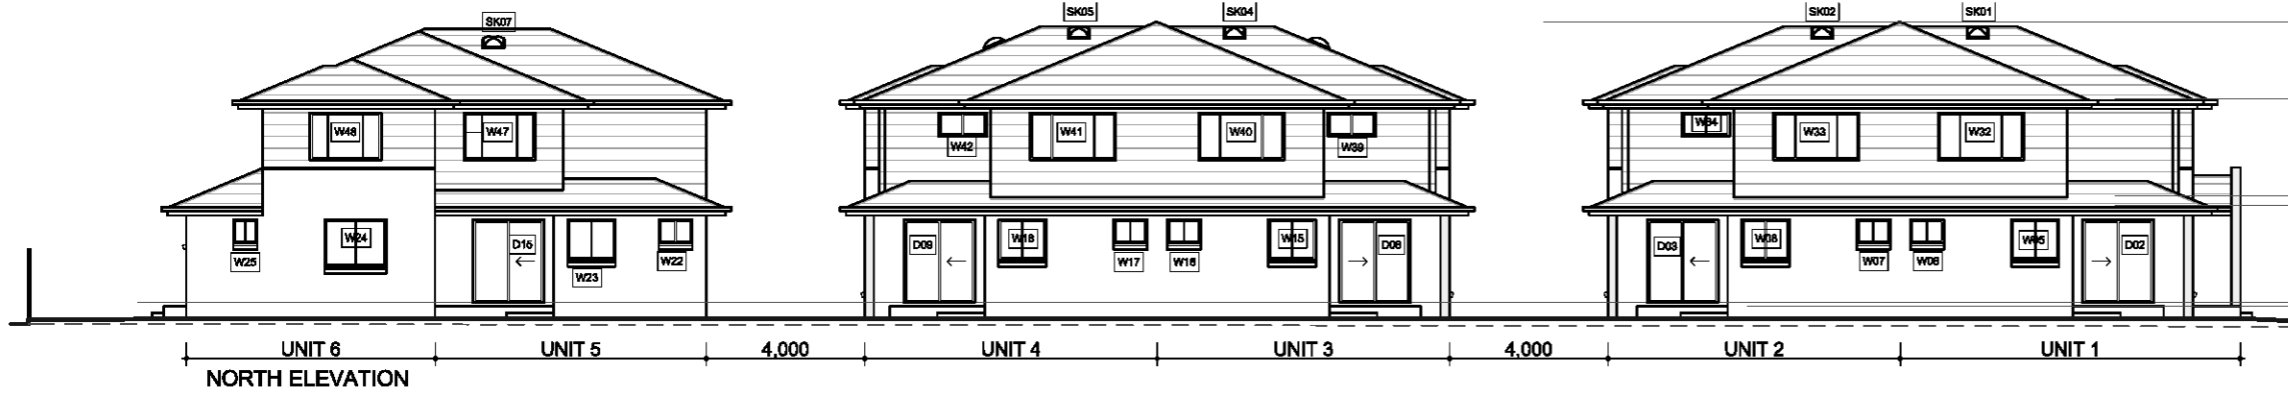 SK07 SK05 SK04 SK02 SK01
W48 W47 W42 W41 W40 W39 W34 W33 W32
W25 W24 D15 W23 W22 D09 W18 W17 W16 W15 D08 D03 W08 W07 W06 W05 D02
UNIT 6 UNIT 5 4,000 UNIT 4 UNIT 3 4,000 UNIT 2 UNIT 1
NORTH ELEVATION